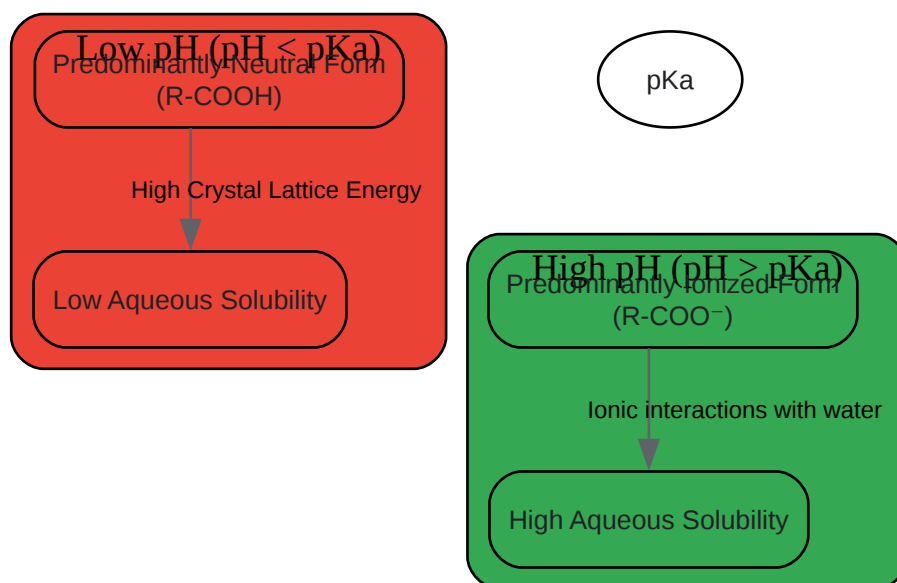 Low pH (pH < pKa)
Predominantly Neutral Form
(R-COOH)
High Crystal Lattice Energy
Low Aqueous Solubility
pKa
High pH (pH > pKa)
Predominantly Ionized Form
(R-COO⁻)
Ionic interactions with water
High Aqueous Solubility